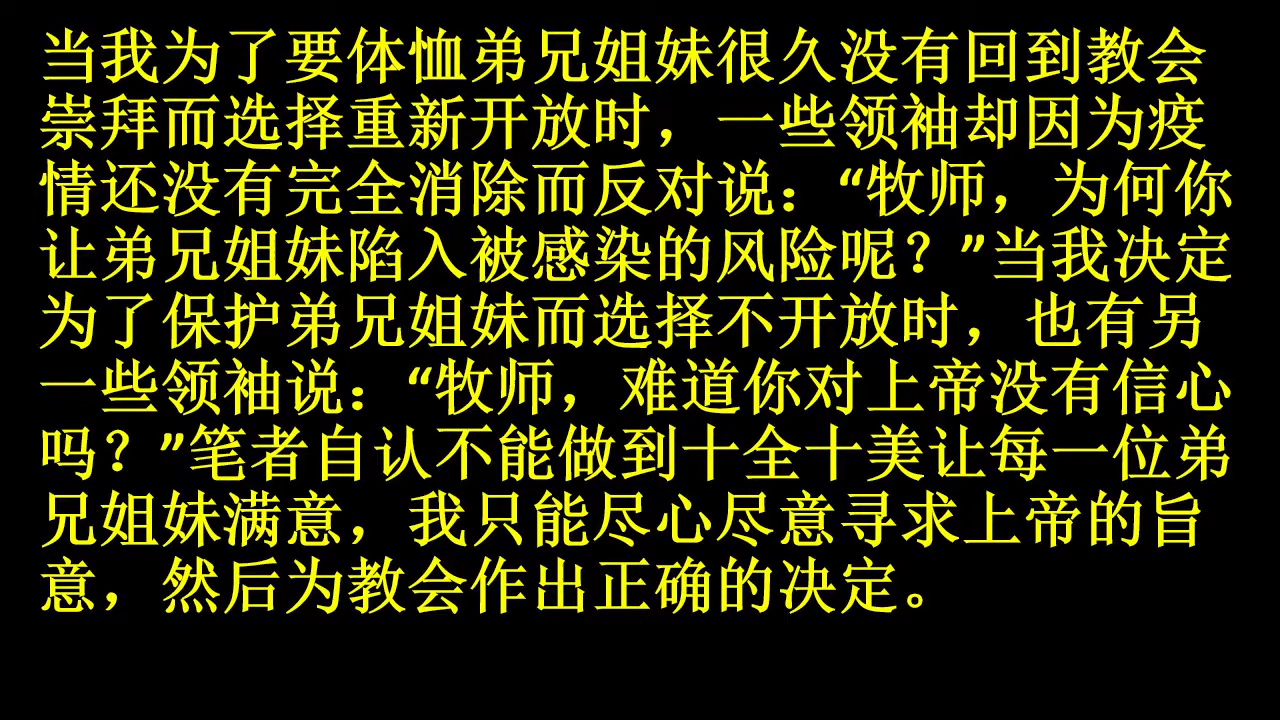 当我为了要体恤弟兄姐妹很久没有回到教会
崇拜而选择重新开放时，一些领袖却因为疫
情还没有完全消除而反对说：“牧师，为何你
让弟兄姐妹陷入被感染的风险呢？”当我决定
为了保护弟兄姐妹而选择不开放时，也有另
一些领袖说：“牧师，难道你对上帝没有信心
吗？”笔者自认不能做到十全十美让每一位弟
兄姐妹满意，我只能尽心尽意寻求上帝的旨
意，然后为教会作出正确的决定。